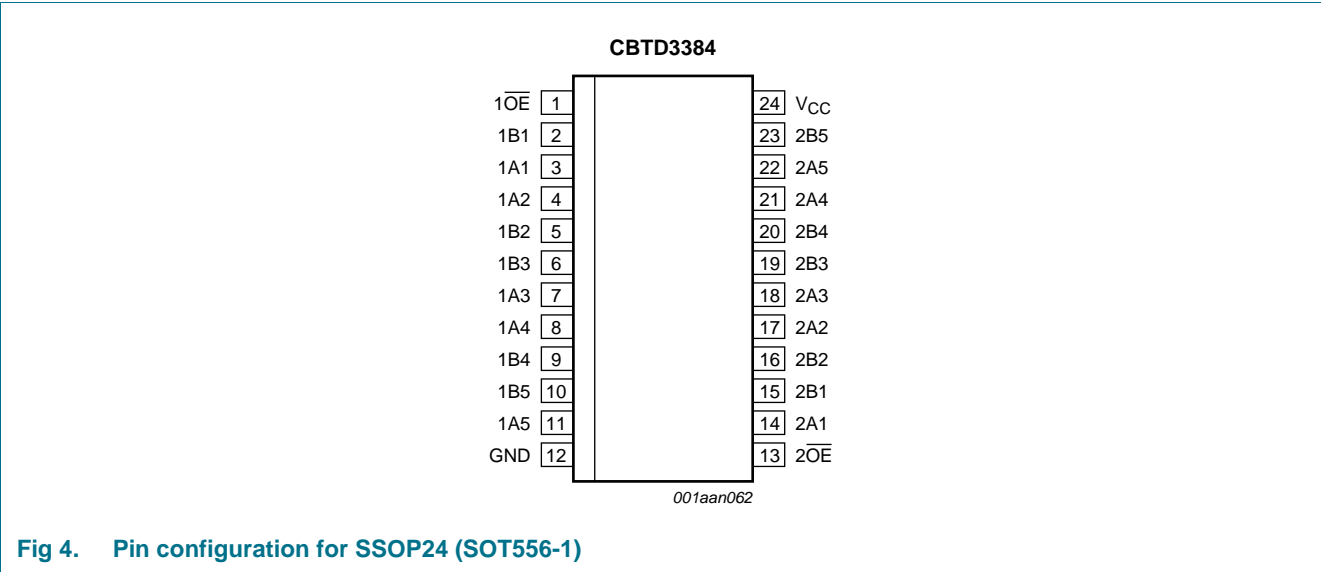 CBTD3384
1O̅E̅ 1 24 VCC
1B1 2 23 2B5
1A1 3 22 2A5
1A2 4 21 2A4
1B2 5 20 2B4
1B3 6 19 2B3
1A3 7 18 2A3
1A4 8 17 2A2
1B4 9 16 2B2
1B5 10 15 2B1
1A5 11 14 2A1
GND 12 13 2O̅E̅
001aan062
Fig 4. Pin configuration for SSOP24 (SOT556-1)